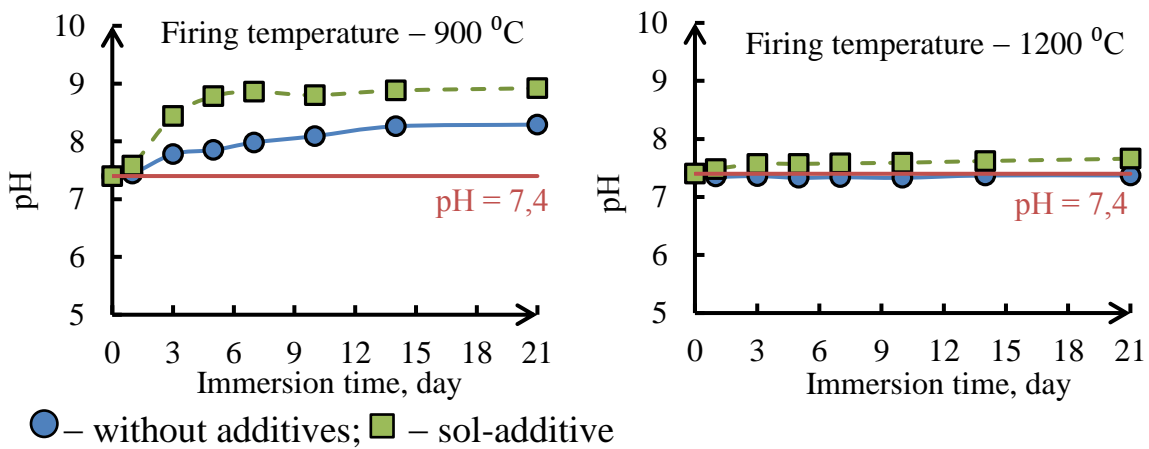 Firing temperature – 900 ⁰C
10
9
8
7
6
5
pH
pH = 7,4
0 3 6 9 12 15 18 21
Immersion time, day
Firing temperature – 1200 ⁰C
10
9
8
7
6
5
pH
pH = 7,4
0 3 6 9 12 15 18 21
Immersion time, day
– without additives; – sol-additive